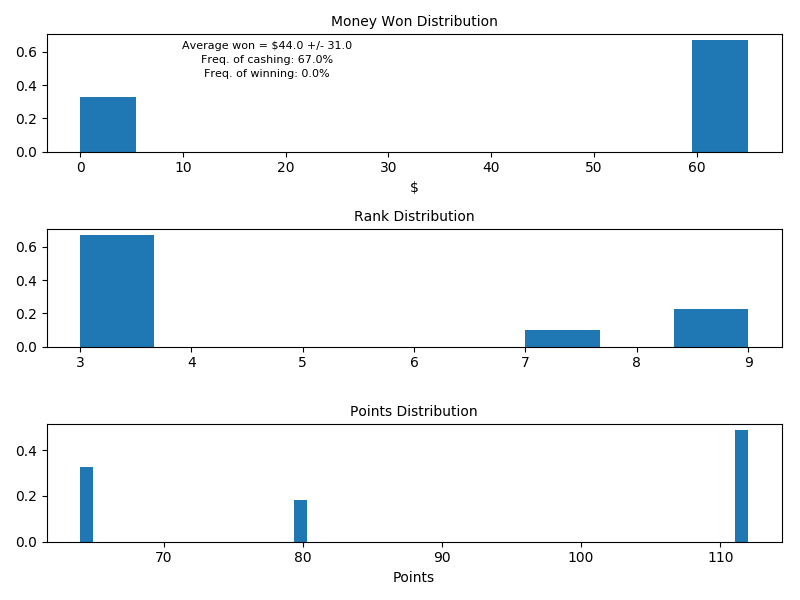 Money Won Distribution
Average won = $44.0 +/- 31.0
Freq. of cashing: 67.0%
Freq. of winning: 0.0%
0.6
0.4
0.2
0.0
0 10 20 30 40 50 60
$
Rank Distribution
0.6
0.4
0.2
0.0
3 4 5 6 7 8 9
Points Distribution
0.4
0.2
0.0
70 80 90 100 110
Points